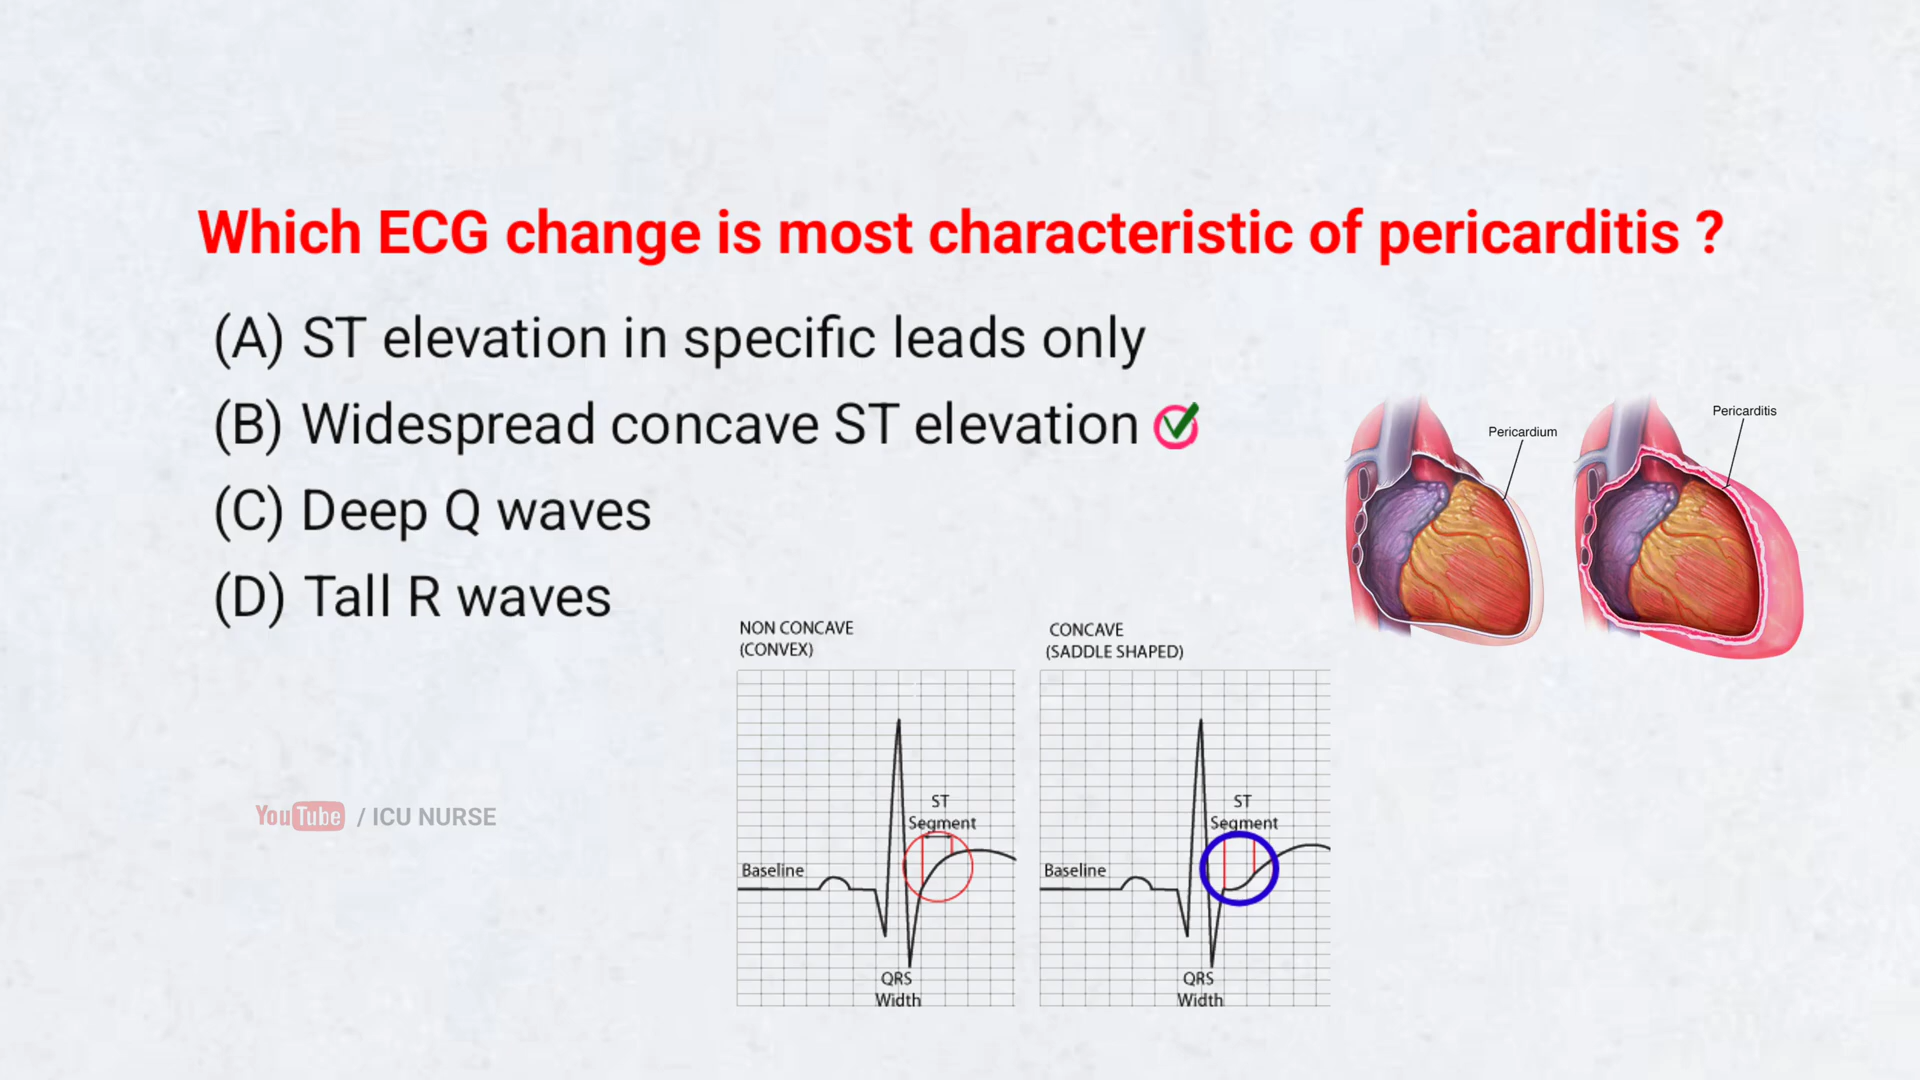 Which ECG change is most characteristic of pericarditis ?
(A) ST elevation in specific leads only
(B) Widespread concave ST elevation
(C) Deep Q waves
(D) Tall R waves
Pericardium
Pericarditis
NON CONCAVE
(CONVEX)
ST
Segment
Baseline
QRS
Width
CONCAVE
(SADDLE SHAPED)
ST
Segment
Baseline
QRS
Width
YouTube / ICU NURSE